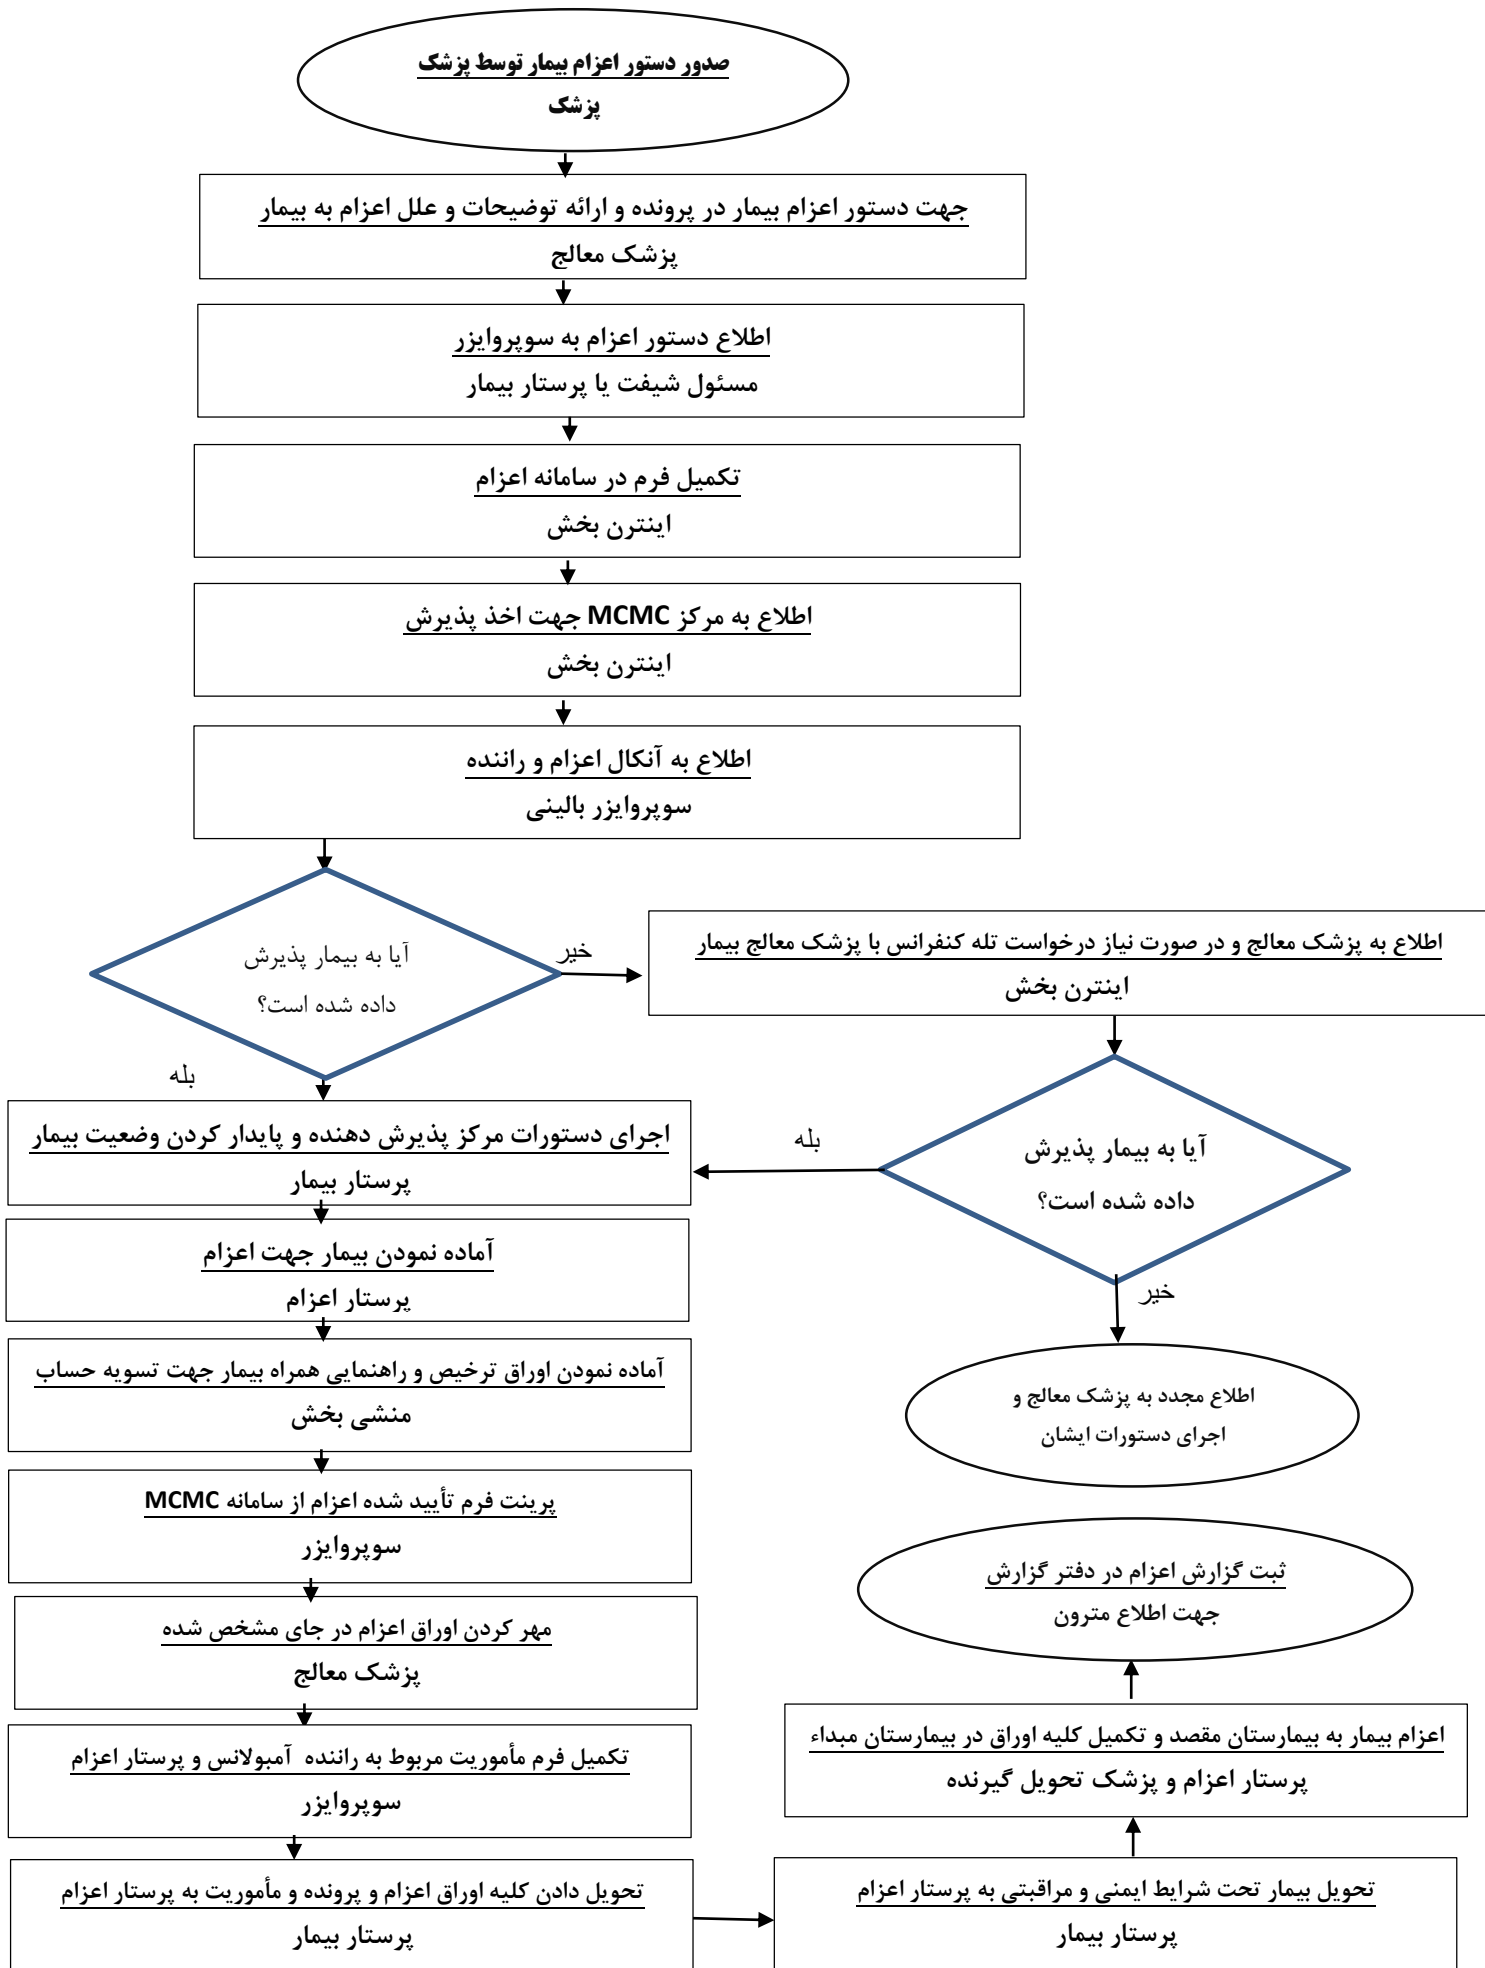 صدور دستور اعزام بیمار توسط پزشک
پزشک
جهت دستور اعزام بیمار در پرونده و ارائه توضیحات و علل اعزام به بیمار
پزشک معالج
اطلاع دستور اعزام به سوپروایزر
مسئول شیفت یا پرستار بیمار
تکمیل فرم در سامانه اعزام
اینترن بخش
اطلاع به مرکز MCMC جهت اخذ پذیرش
اینترن بخش
اطلاع به آنکال اعزام و راننده
سوپروایزر بالینی
آیا به بیمار پذیرش
داده شده است؟
خیر
اطلاع به پزشک معالج و در صورت نیاز درخواست تله کنفرانس با پزشک معالج بیمار
اینترن بخش
بله
آیا به بیمار پذیرش
داده شده است؟
بله
خیر
اطلاع مجدد به پزشک معالج و
اجرای دستورات ایشان
اجرای دستورات مرکز پذیرش دهنده و پایدار کردن وضعیت بیمار
پرستار بیمار
آماده نمودن بیمار جهت اعزام
پرستار اعزام
آماده نمودن اوراق ترخیص و راهنمایی همراه بیمار جهت تسویه حساب
منشی بخش
پرینت فرم تأیید شده اعزام از سامانه MCMC
سوپروایزر
مهر کردن اوراق اعزام در جای مشخص شده
پزشک معالج
تکمیل فرم مأموریت مربوط به راننده آمبولانس و پرستار اعزام
سوپروایزر
تحویل دادن کلیه اوراق اعزام و پرونده و مأموریت به پرستار اعزام
پرستار بیمار
تحویل بیمار تحت شرایط ایمنی و مراقبتی به پرستار اعزام
پرستار بیمار
اعزام بیمار به بیمارستان مقصد و تکمیل کلیه اوراق در بیمارستان مبداء
پرستار اعزام و پزشک تحویل گیرنده
ثبت گزارش اعزام در دفتر گزارش
جهت اطلاع مترون